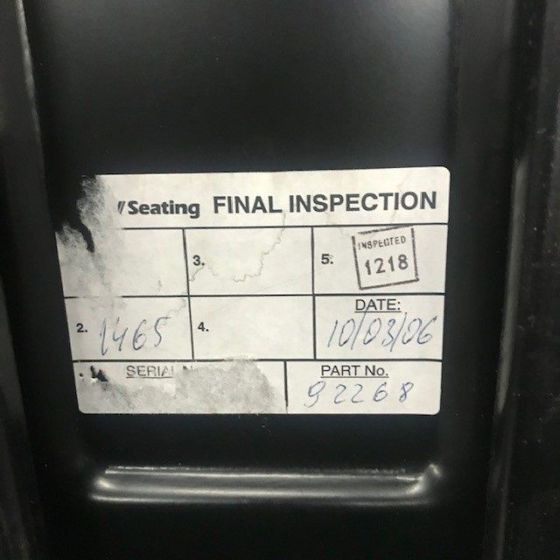 Seating FINAL INSPECTION
3.
5.
INSPECTED
1218
2. 1465
4.
DATE:
10/03/06
PART No.
92268